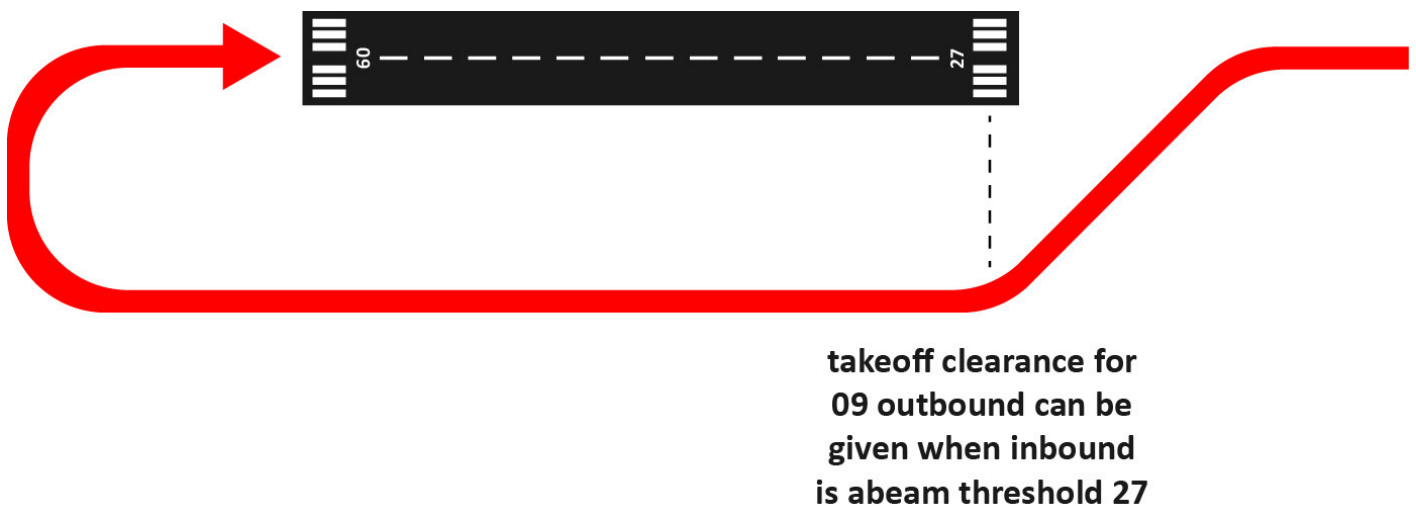 09
27
takeoff clearance for
09 outbound can be
given when inbound
is abeam threshold 27